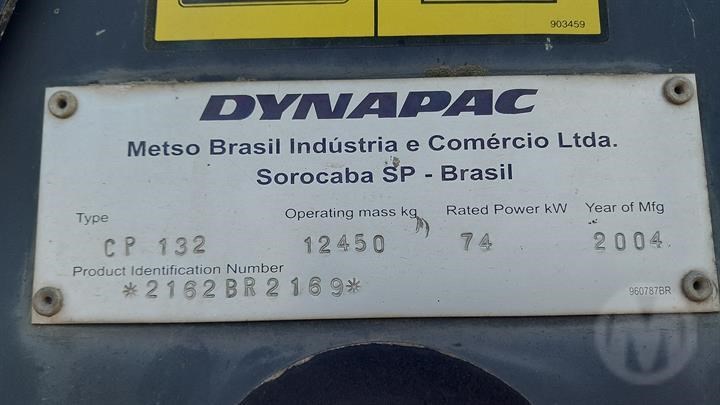 903459
DYNAPAC
Metso Brasil Indústria e Comércio Ltda.
Sorocaba SP - Brasil
Type Operating mass kg Rated Power kW Year of Mfg
CP 132 12450 74 2004
Product Identification Number
*2162BR2169*
960787BR
M